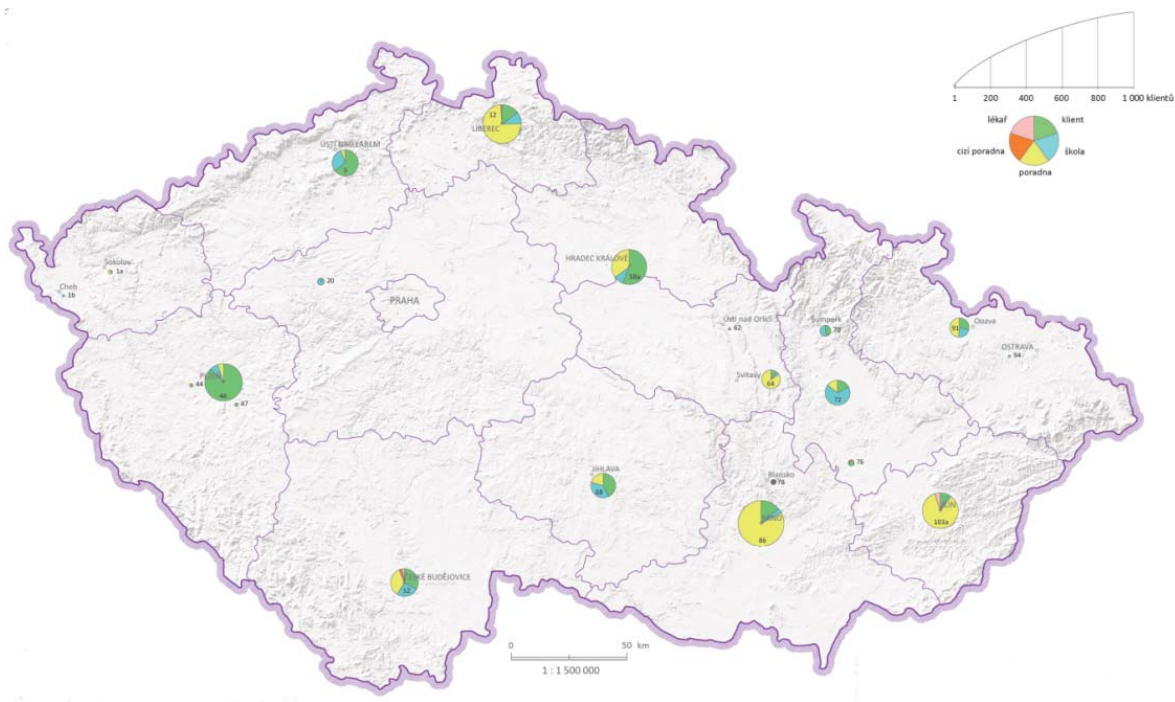 1 200 400 600 800 1 000 klientů
lékař klient
cizí poradna škola
poradna
12
LIBEREC
ÚSTÍ NAD LABEM
5
HRADEC KRÁLOVÉ
58a
Sokolov
1a
Cheb
1b
20
PRAHA
Ústí nad Orlicí
62
Šumperk
70
91
Opava
OSTRAVA
94
44
46
47
Svitavy
64
72
JIHLAVA
68
Blansko
78
76
BRNO
86
103a
ČESKÉ BUDĚJOVICE
52
0 50 km
1 : 1 500 000